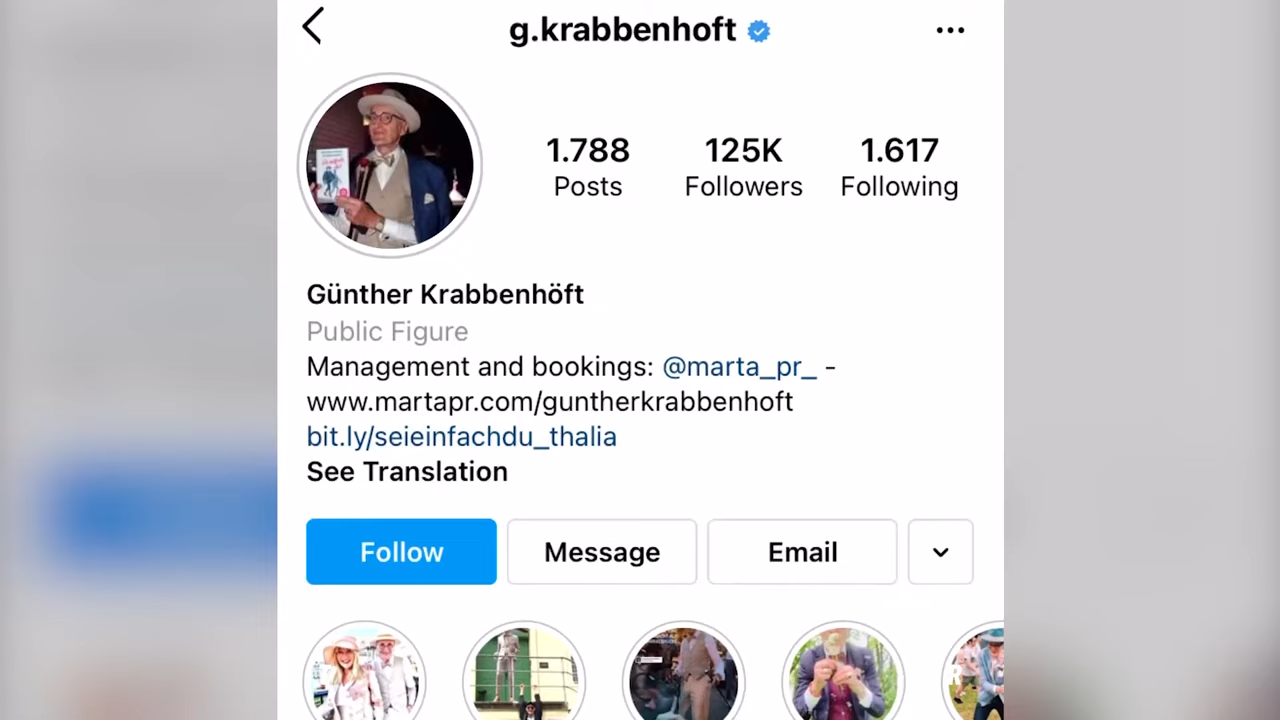 g.krabbenhoft
1.788
125K
1.617
Posts
Followers
Following
Günther Krabbenhöft
Public Figure
Management and bookings: @marta_pr_ -
www.martapr.com/guntherkrabbenhoft
bit.ly/seieinfachdu_thalia
See Translation
Follow
Message
Email